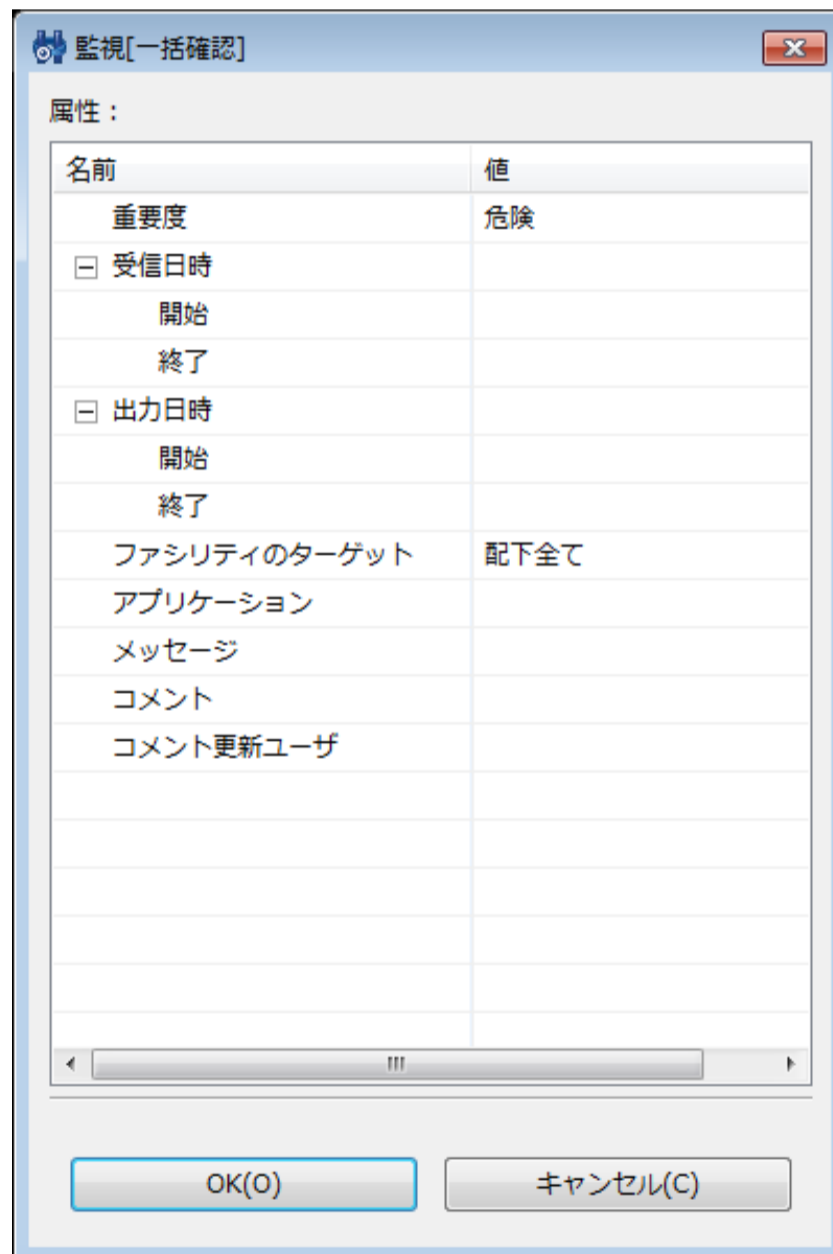 監視[一括確認]
属性：
名前 値
重要度 危険
受信日時
開始
終了
出力日時
開始
終了
ファシリティのターゲット 配下全て
アプリケーション
メッセージ
コメント
コメント更新ユーザ
OK(O) キャンセル(C)